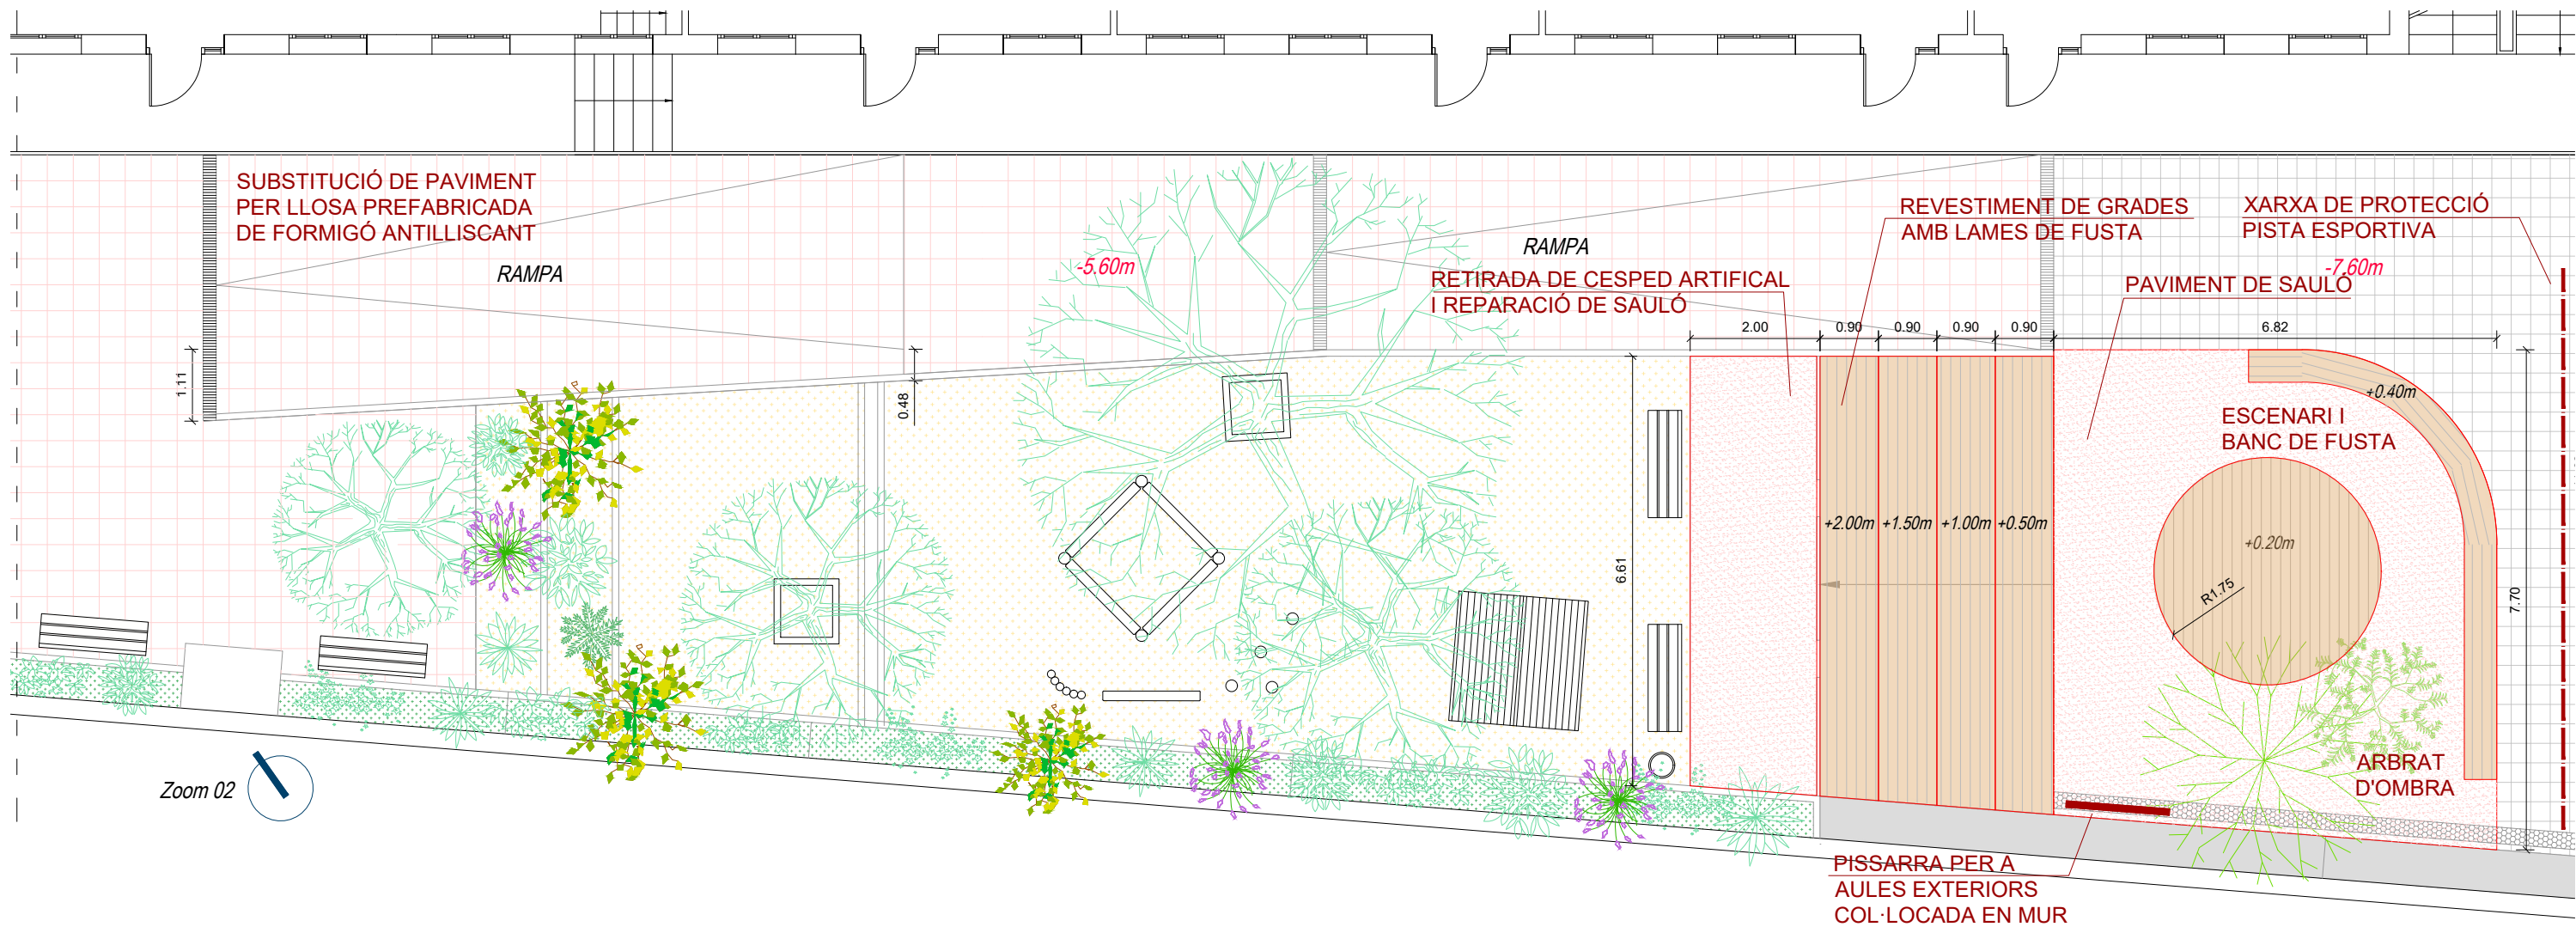 SUBSTITUCIÓ DE PAVIMENT
PER LLOSA PREFABRICADA
DE FORMIGÓ ANTILLISCANT
RAMPA
-5.60m
RAMPA
REVESTIMENT DE GRADES
AMB LAMES DE FUSTA
XARXA DE PROTECCIÓ
PISTA ESPORTIVA
-7.60m
RETIRADA DE CESPED ARTIFICAL
I REPARACIÓ DE SAULÓ
PAVIMENT DE SAULÓ
2.00
0.90
0.90
0.90
0.90
6.82
1.11
0.48
+0.40m
ESCENARI I
BANC DE FUSTA
+2.00m
+1.50m
+1.00m
+0.50m
+0.20m
6.61
R1.75
7.70
ARBRAT
D'OMBRA
Zoom 02
PISSARRA PER A
AULES EXTERIORS
COL·LOCADA EN MUR